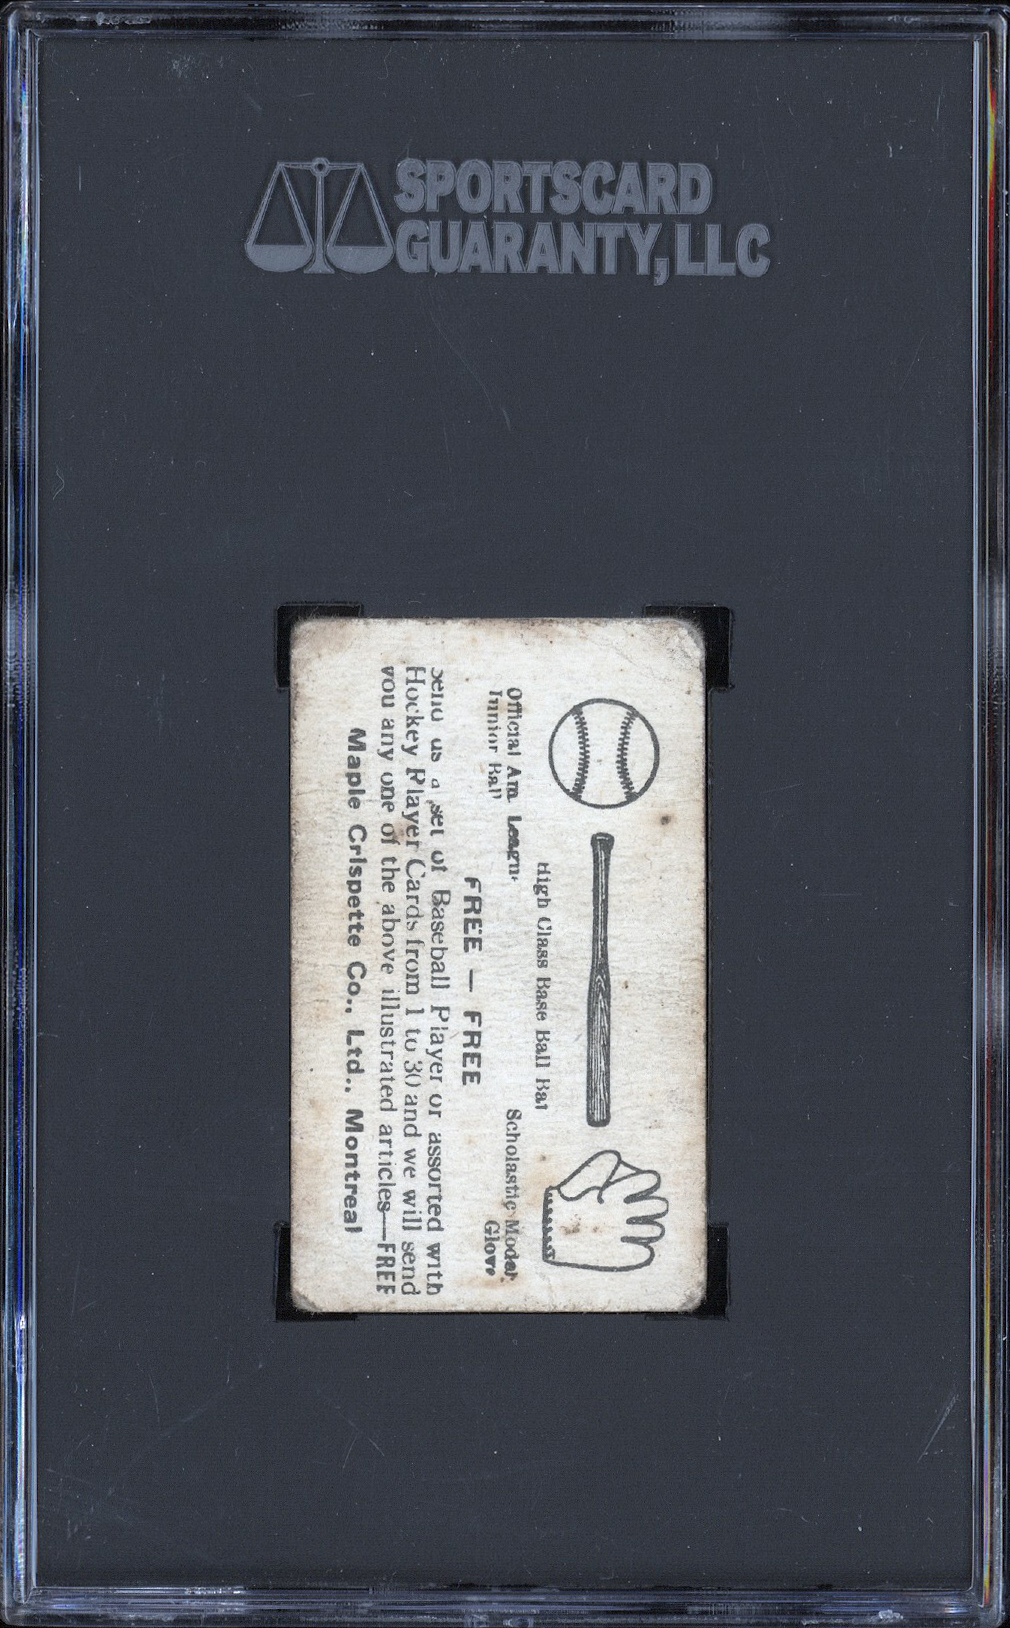 SPORTSCARD
GUARANTY, LLC
High Class Base Ball Bat
Official Am. League
Junior Ball
Scholastic Model
Glove
FREE — FREE
Send us a set of Baseball Player or assorted with
Hockey Player Cards from 1 to 30 and we will send
you any one of the above illustrated articles—FREE
Maple Crispette Co., Ltd., Montreal